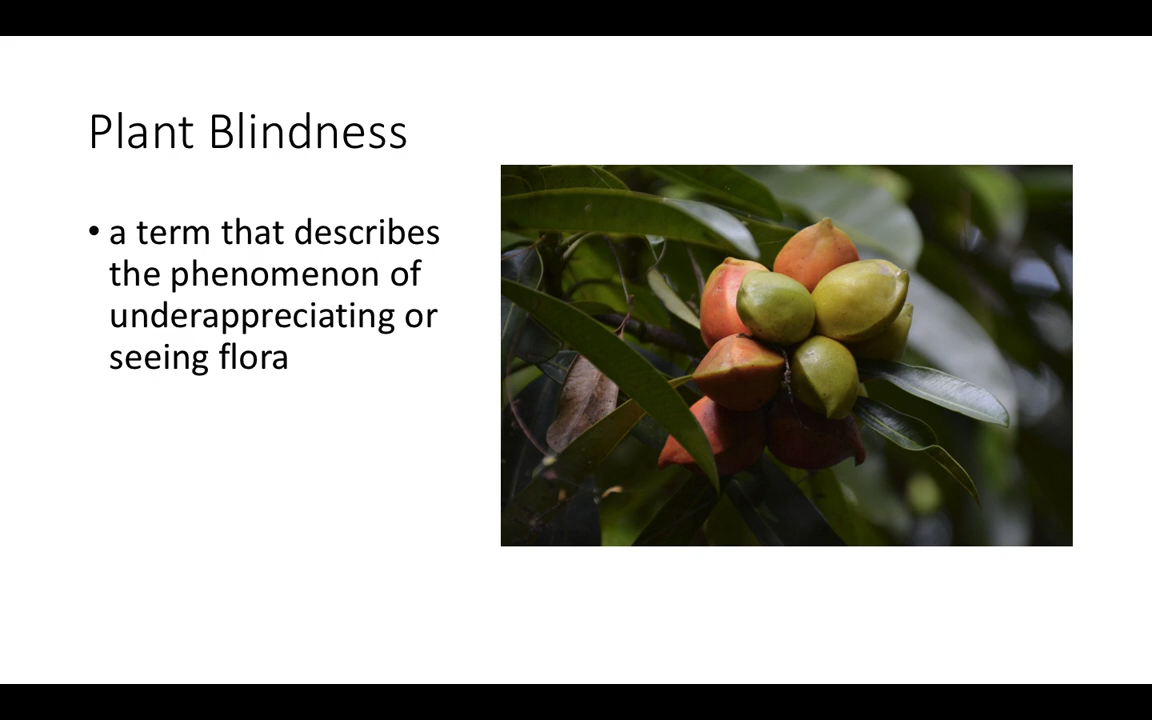 Plant Blindness
• a term that describes
the phenomenon of
underappreciating or
seeing flora